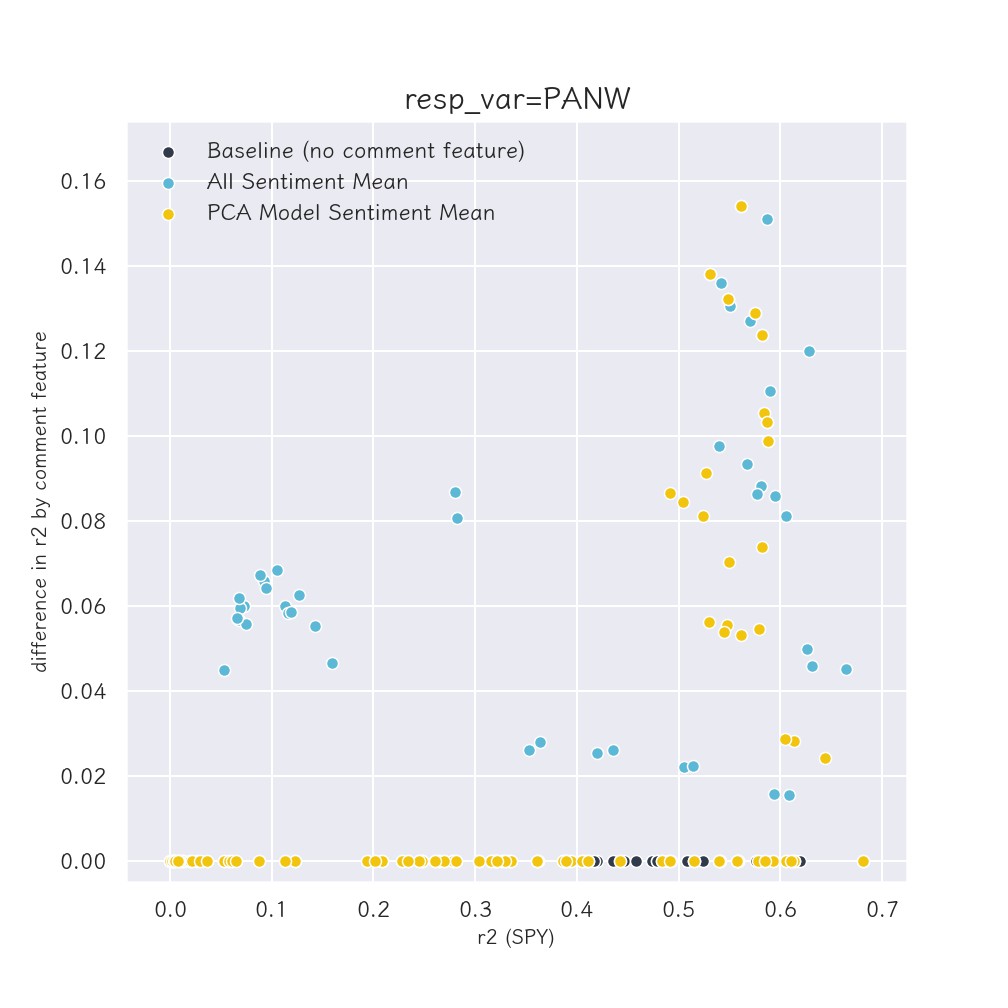 resp_var=PANW
Baseline (no comment feature)
All Sentiment Mean
PCA Model Sentiment Mean
difference in r2 by comment feature
0.16
0.14
0.12
0.10
0.08
0.06
0.04
0.02
0.00
0.0 0.1 0.2 0.3 0.4 0.5 0.6 0.7
r2 (SPY)